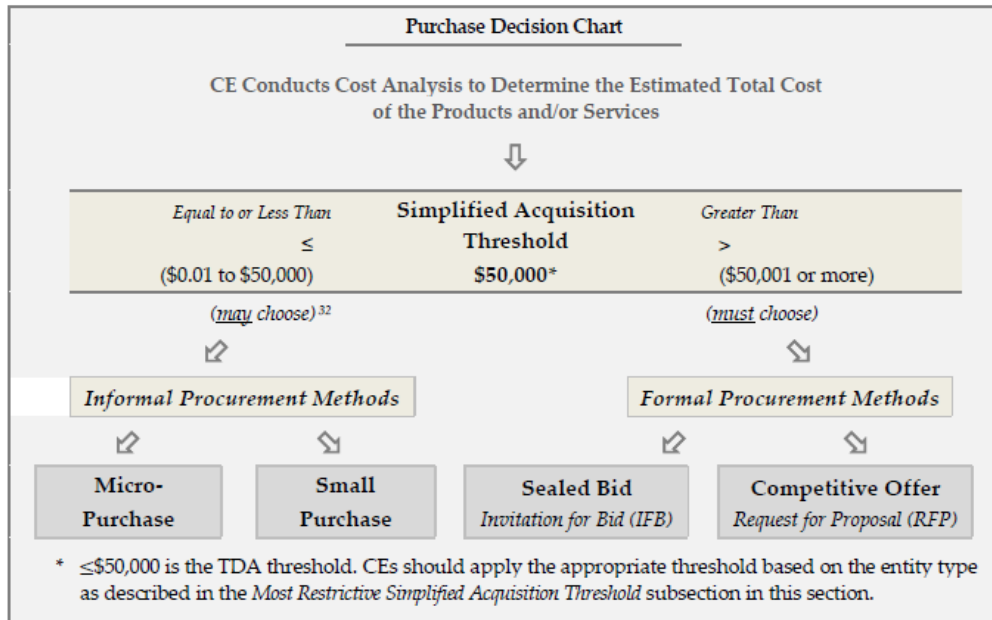 Purchase Decision Chart
CE Conducts Cost Analysis to Determine the Estimated Total Cost
of the Products and/or Services
Equal to or Less Than
≤
($0.01 to $50,000)
Simplified Acquisition
Threshold
$50,000*
Greater Than
>
($50,001 or more)
(may choose) 32
(must choose)
Informal Procurement Methods
Formal Procurement Methods
Micro-
Purchase
Small
Purchase
Sealed Bid
Invitation for Bid (IFB)
Competitive Offer
Request for Proposal (RFP)
* ≤$50,000 is the TDA threshold. CEs should apply the appropriate threshold based on the entity type
as described in the Most Restrictive Simplified Acquisition Threshold subsection in this section.